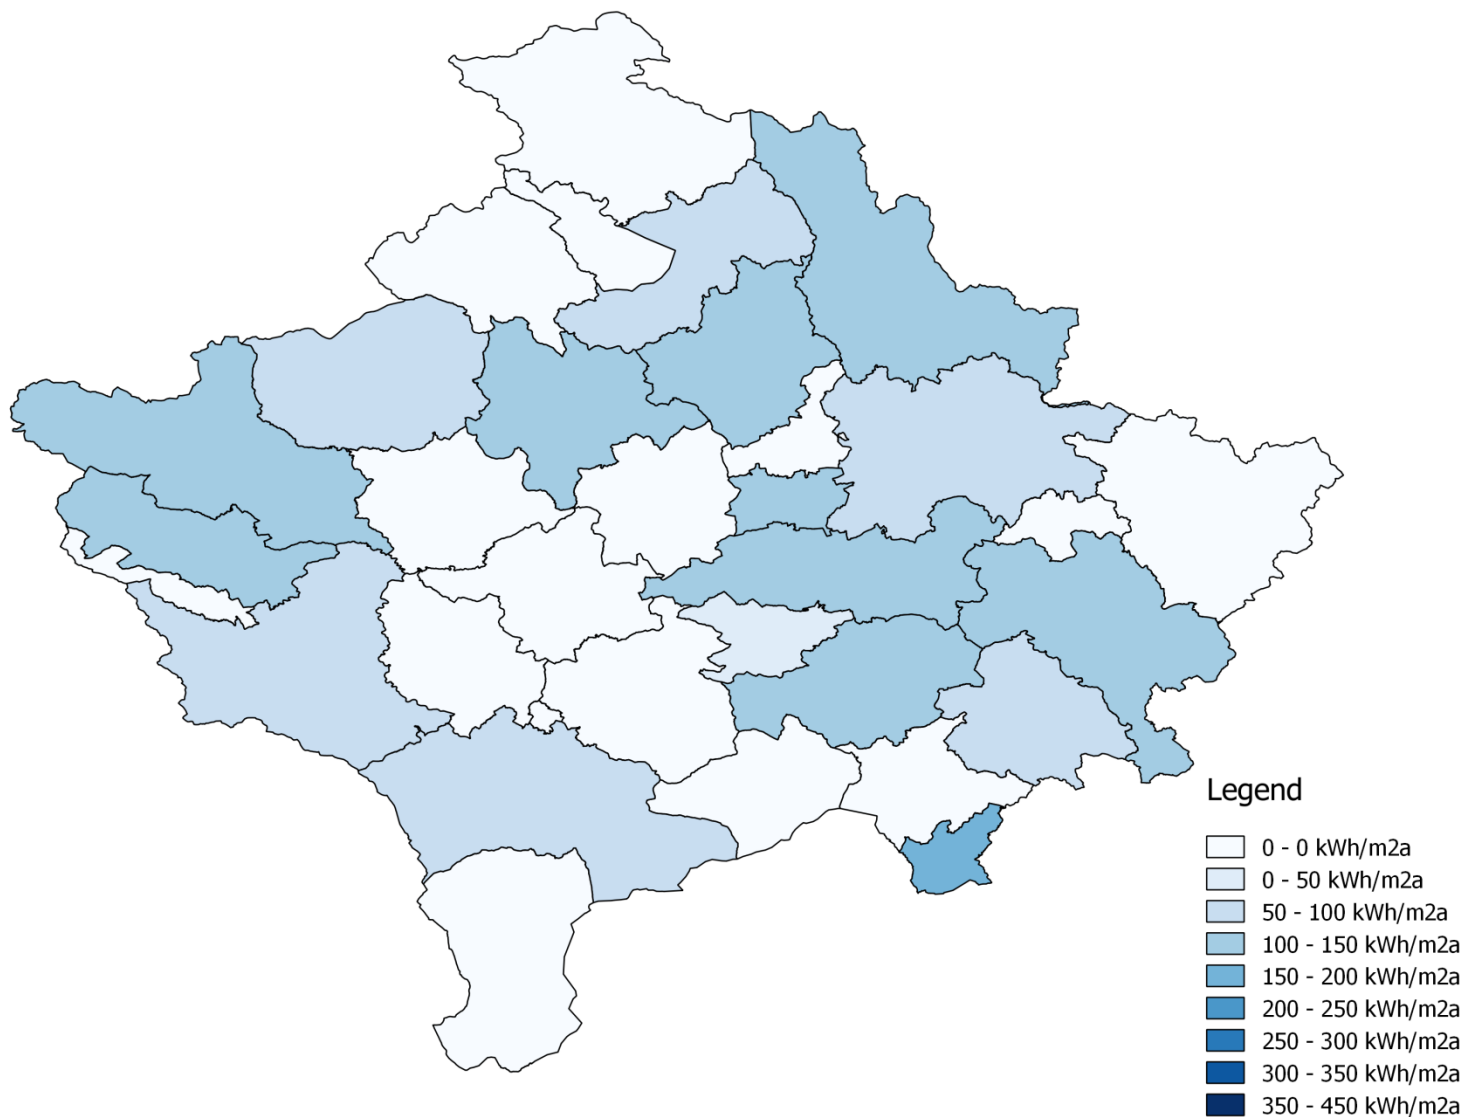 Legend
0 - 0 kWh/m2a
0 - 50 kWh/m2a
50 - 100 kWh/m2a
100 - 150 kWh/m2a
150 - 200 kWh/m2a
200 - 250 kWh/m2a
250 - 300 kWh/m2a
300 - 350 kWh/m2a
350 - 450 kWh/m2a